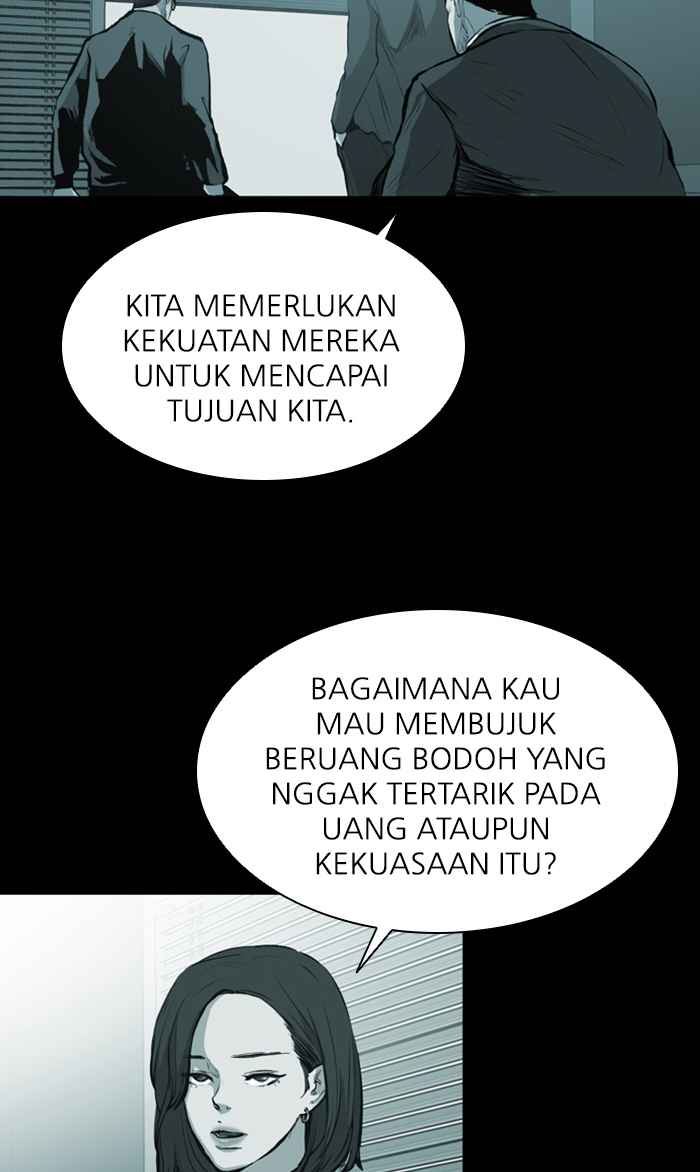 KITA MEMERLUKAN
KEKUATAN MEREKA
UNTUK MENCAPAI
TUJUAN KITA.
BAGAIMANA KAU
MAU MEMBUJUK
BERUANG BODOH YANG
NGGAK TERTARIK PADA
UANG ATAUPUN
KEKUASAAN ITU?